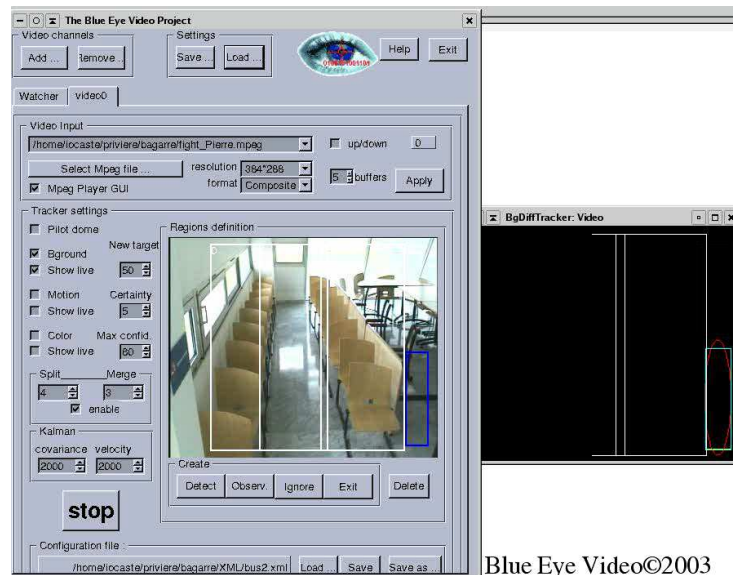 The Blue Eye Video Project
Video channels
Settings
Add ...
Remove ..
Save ...
Load ...
Help
Exit
Watcher
video0
Video Input
/home/iocaste/priviere/bagarre/fight_Pierre.mpeg
up/down
0
Select Mpeg file ...
resolution
384*288
Mpeg Player GUI
format
Composite
5
buffers
Apply
Tracker settings
Pilot dome
New target
Bground
Show live
50
Motion
Certainty
Show live
5
Color
Max confid.
Show live
60
Split
Merge
4
3
enable
Kalman
covariance
velocity
2000
2000
stop
Regions definition
Create
Detect
Observ.
Ignore
Exit
Delete
Configuration file :
/home/iocaste/priviere/bagarre/XML/bus2.xml
Load ...
Save
Save as ...
BgDiffTracker: Video
Blue Eye Video©2003